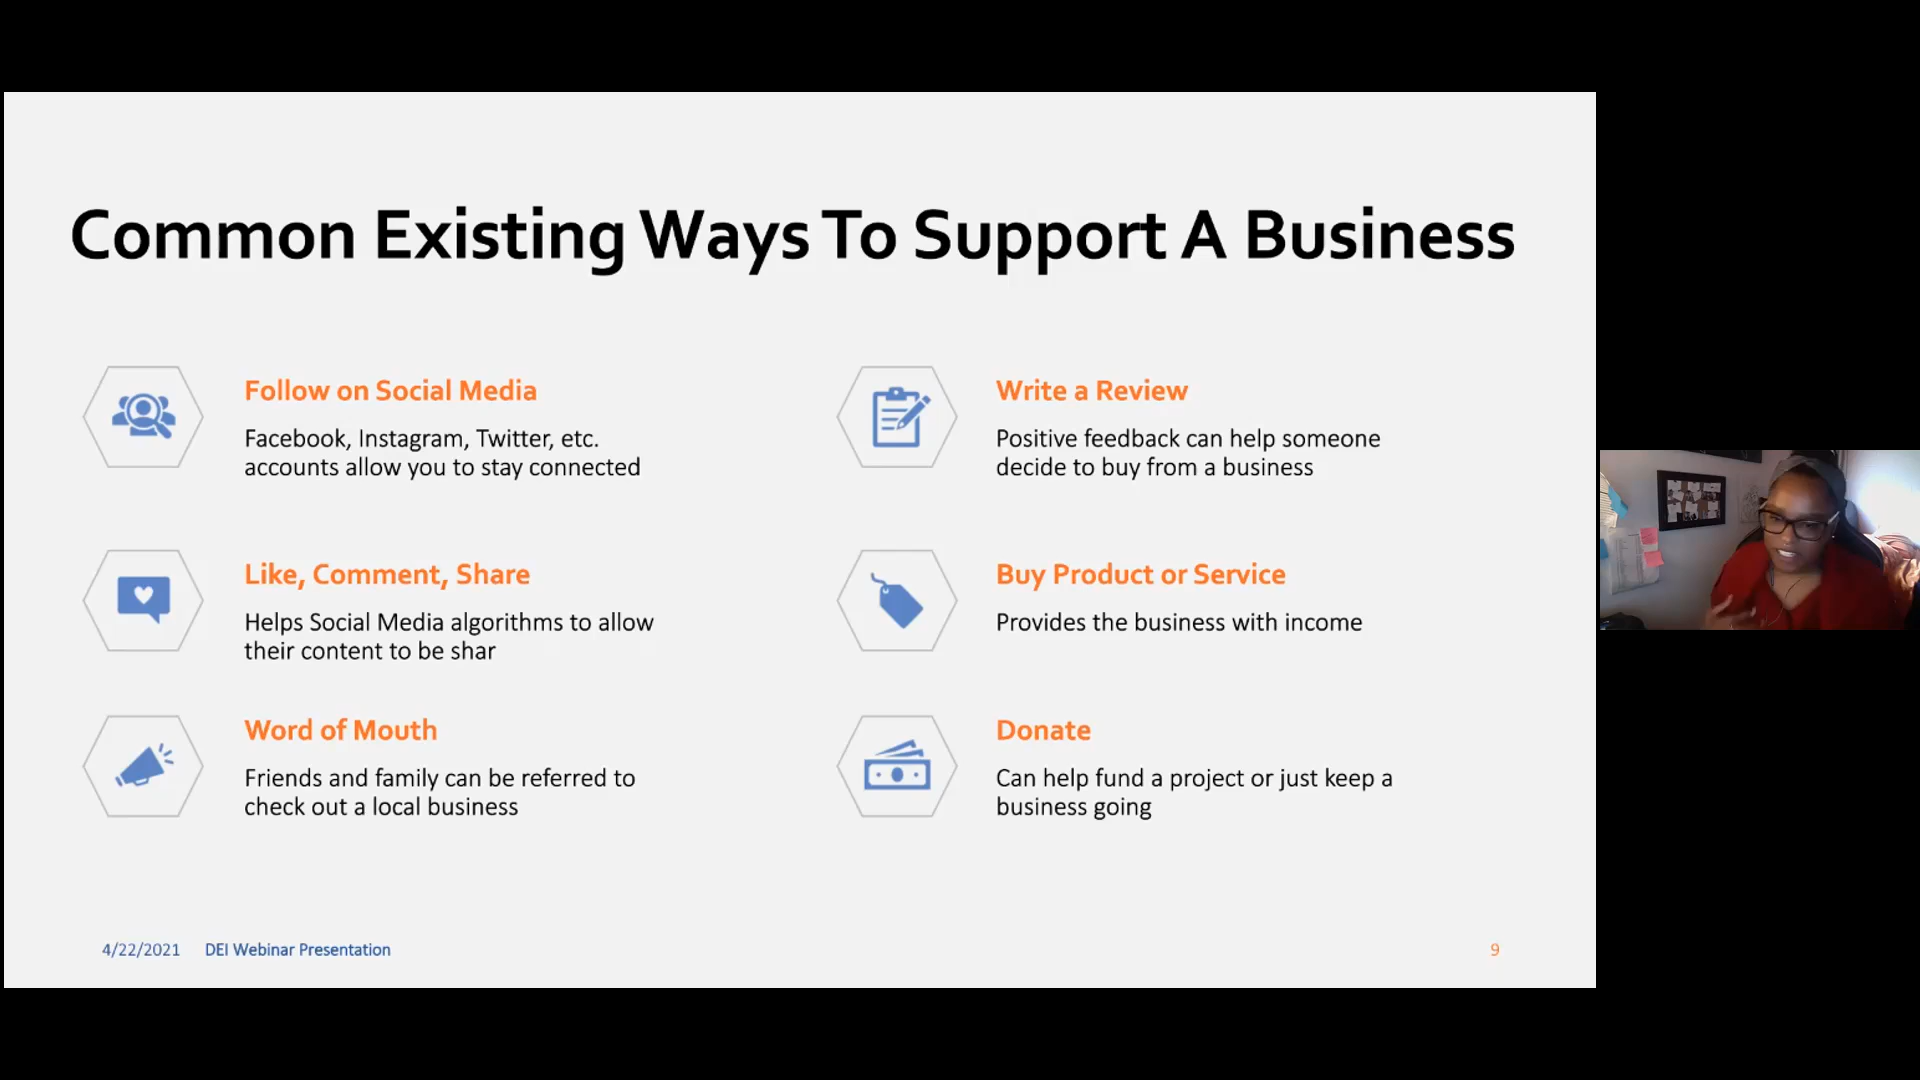 Common Existing Ways To Support A Business
Follow on Social Media
Facebook, Instagram, Twitter, etc.
accounts allow you to stay connected
Like, Comment, Share
Helps Social Media algorithms to allow
their content to be shar
Word of Mouth
Friends and family can be referred to
check out a local business
Write a Review
Positive feedback can help someone
decide to buy from a business
Buy Product or Service
Provides the business with income
Donate
Can help fund a project or just keep a
business going
4/22/2021 DEI Webinar Presentation
9